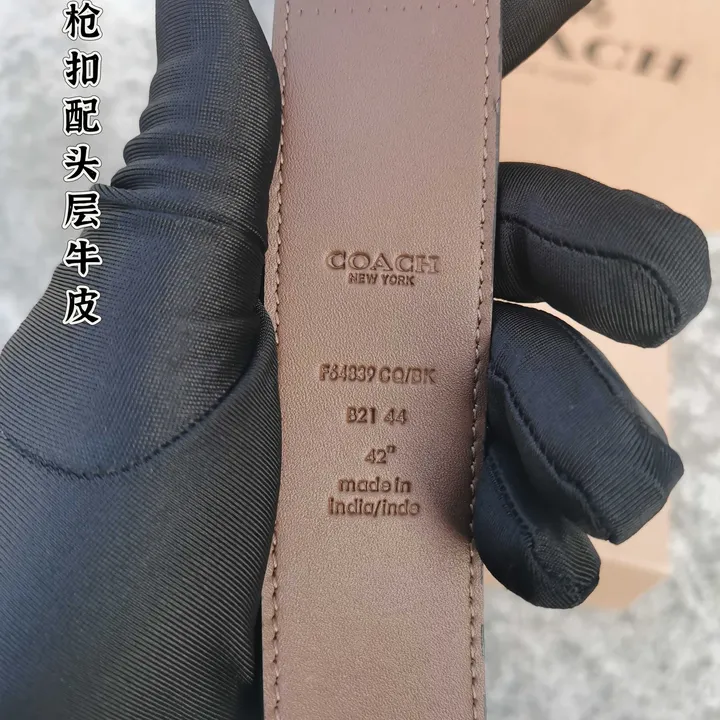 枪扣配头层牛皮
COACH
COACH
NEW YORK
F64839 CQ/BK
B21 44
42"
made in
india/inde